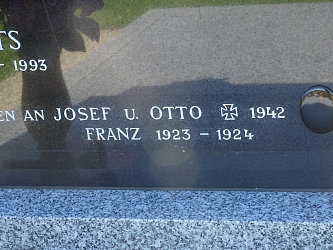 TS
- 1993
EN AN JOSEF U. OTTO ✠ 1942
FRANZ 1923 - 1924